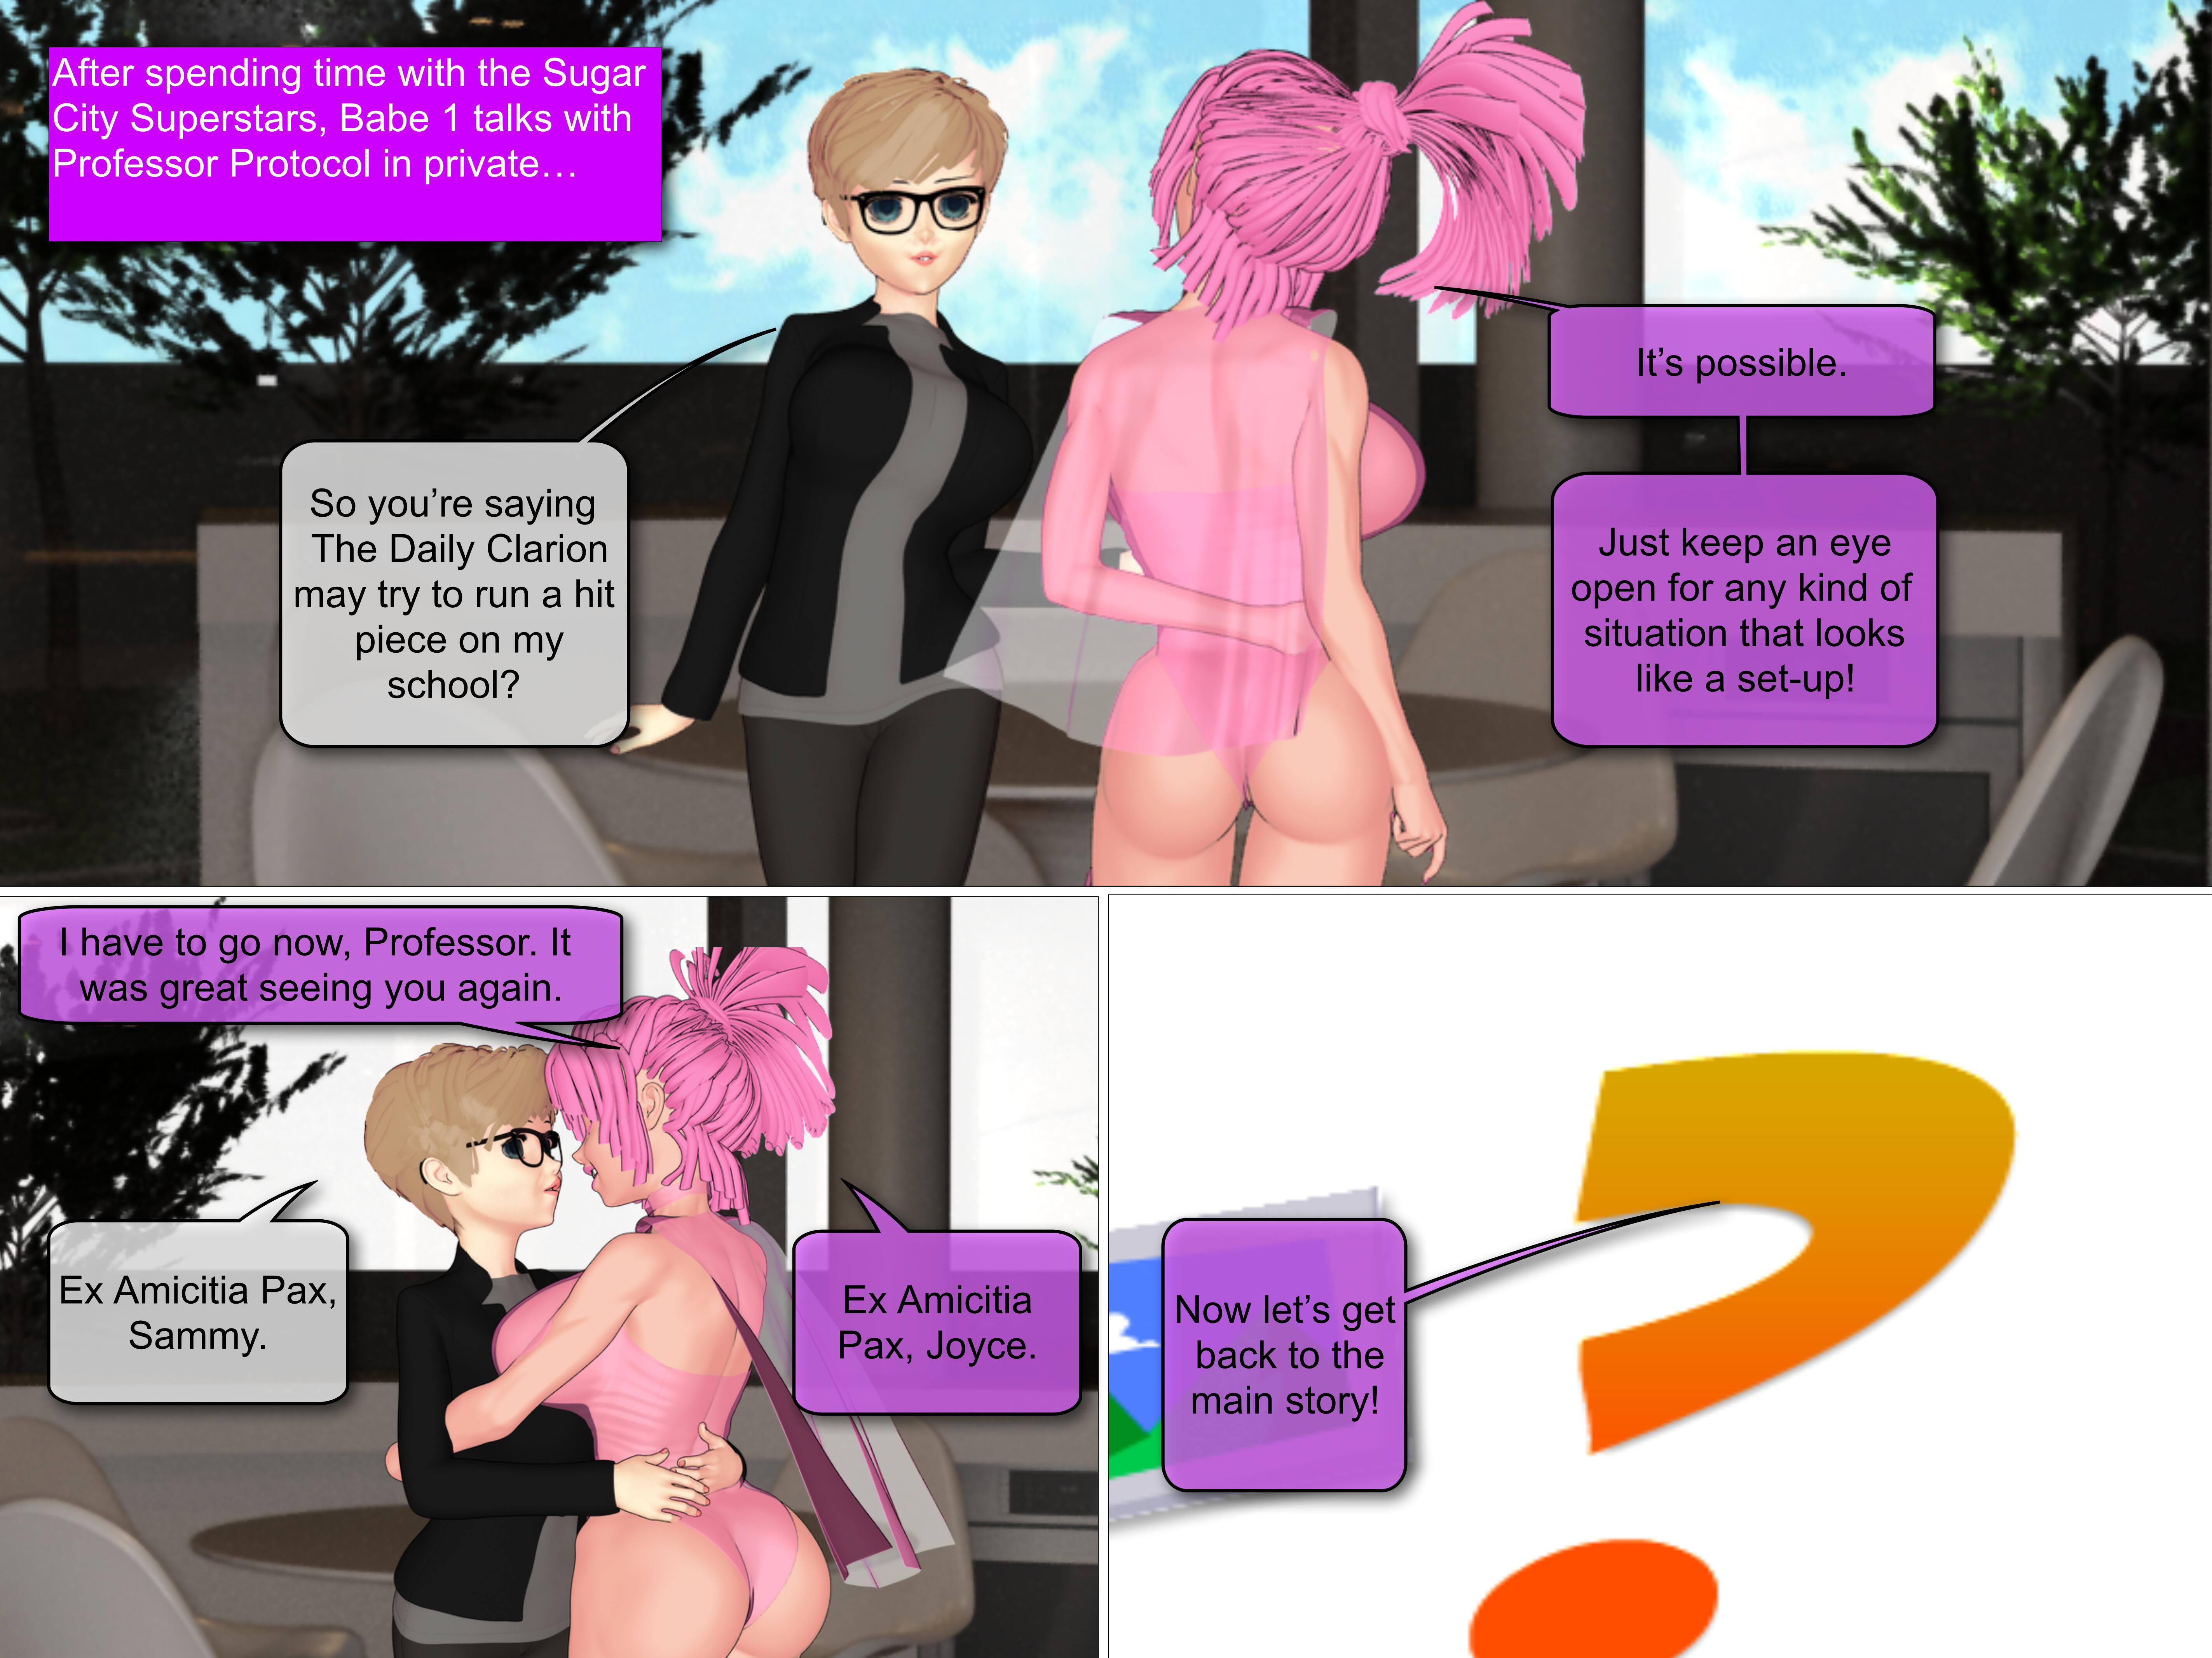 After spending time with the Sugar
City Superstars, Babe 1 talks with
Professor Protocol in private…
So you’re saying
The Daily Clarion
may try to run a hit
piece on my
school?
It’s possible.
Just keep an eye
open for any kind of
situation that looks
like a set-up!
I have to go now, Professor. It
was great seeing you again.
Ex Amicitia Pax,
Sammy.
Ex Amicitia
Pax, Joyce.
Now let’s get
back to the
main story!
?